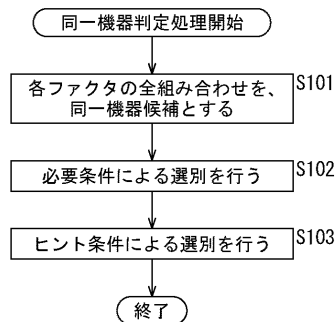 同一機器判定処理開始
各ファクタの全組み合わせを、
同一機器候補とする
S101
必要条件による選別を行う
S102
ヒント条件による選別を行う
S103
終了